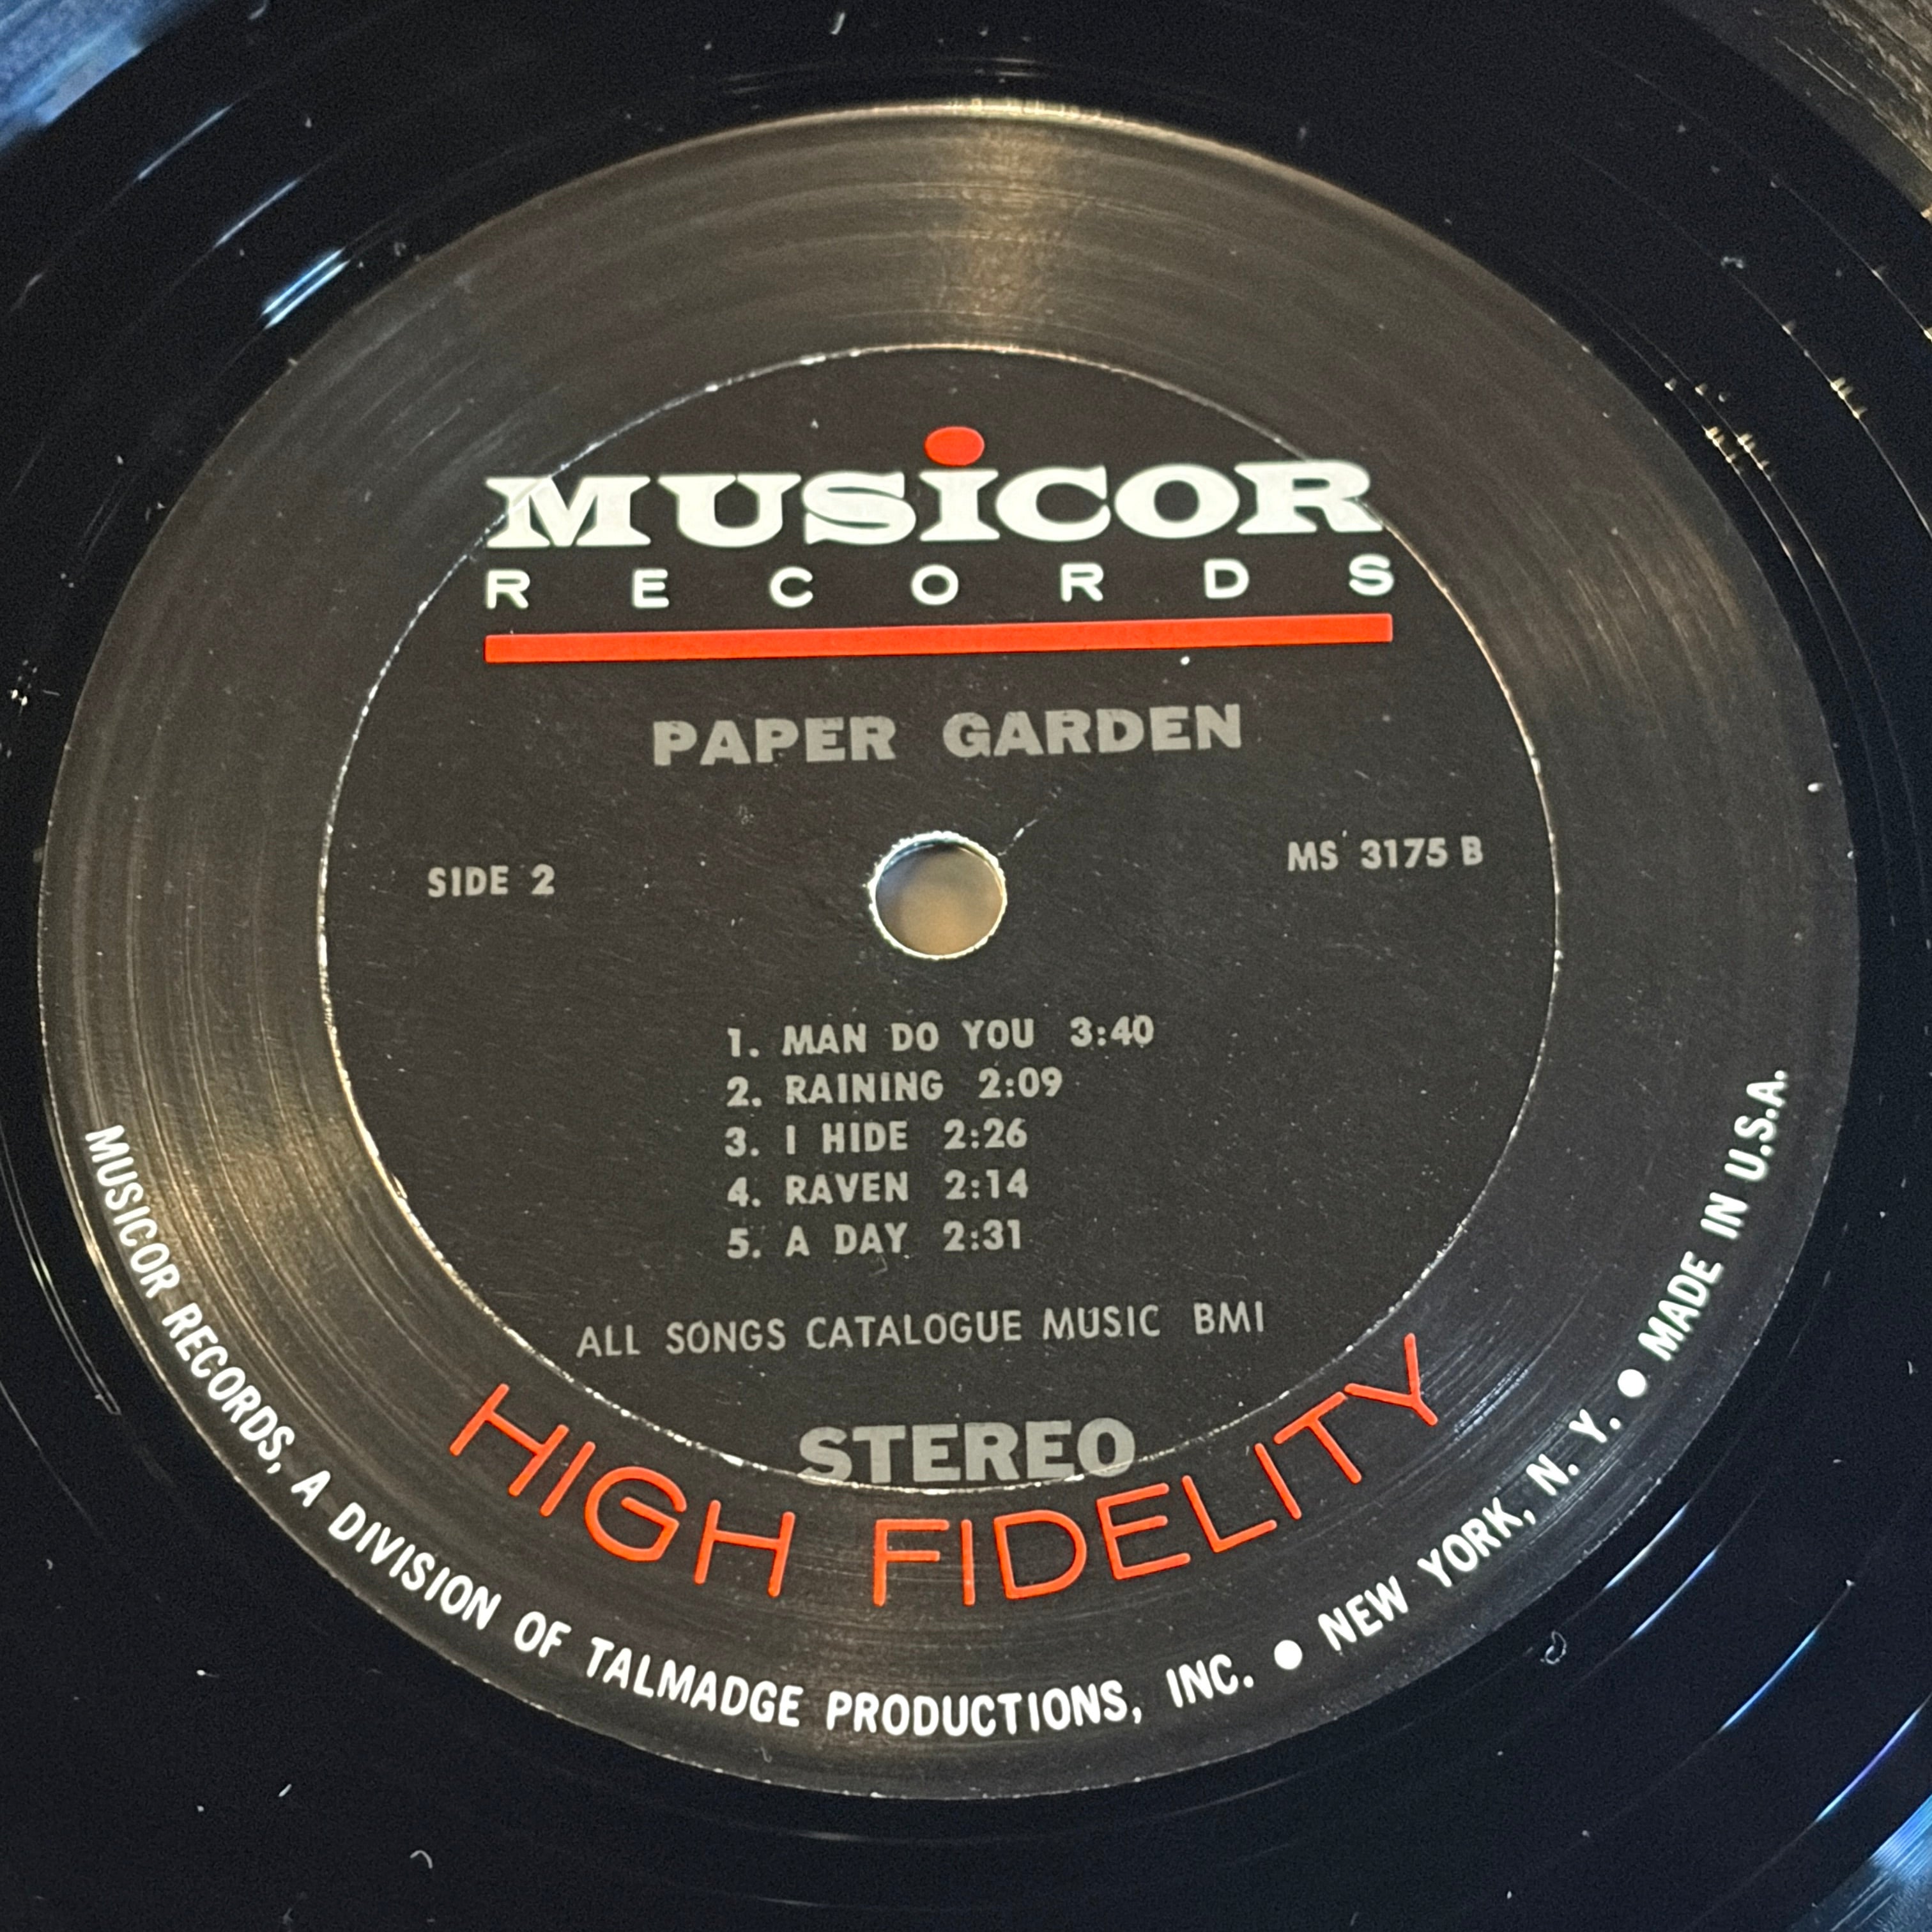 MUSiCOR
RECORDS
PAPER GARDEN
SIDE 2
MS 3175 B
1. MAN DO YOU 3:40
2. RAINING 2:09
3. I HIDE 2:26
4. RAVEN 2:14
5. A DAY 2:31
ALL SONGS CATALOGUE MUSIC BMI
STEREO
HIGH FIDELITY
MUSICOR RECORDS, A DIVISION OF TALMADGE PRODUCTIONS, INC. ● NEW YORK, N. Y. ● MADE IN U.S.A.